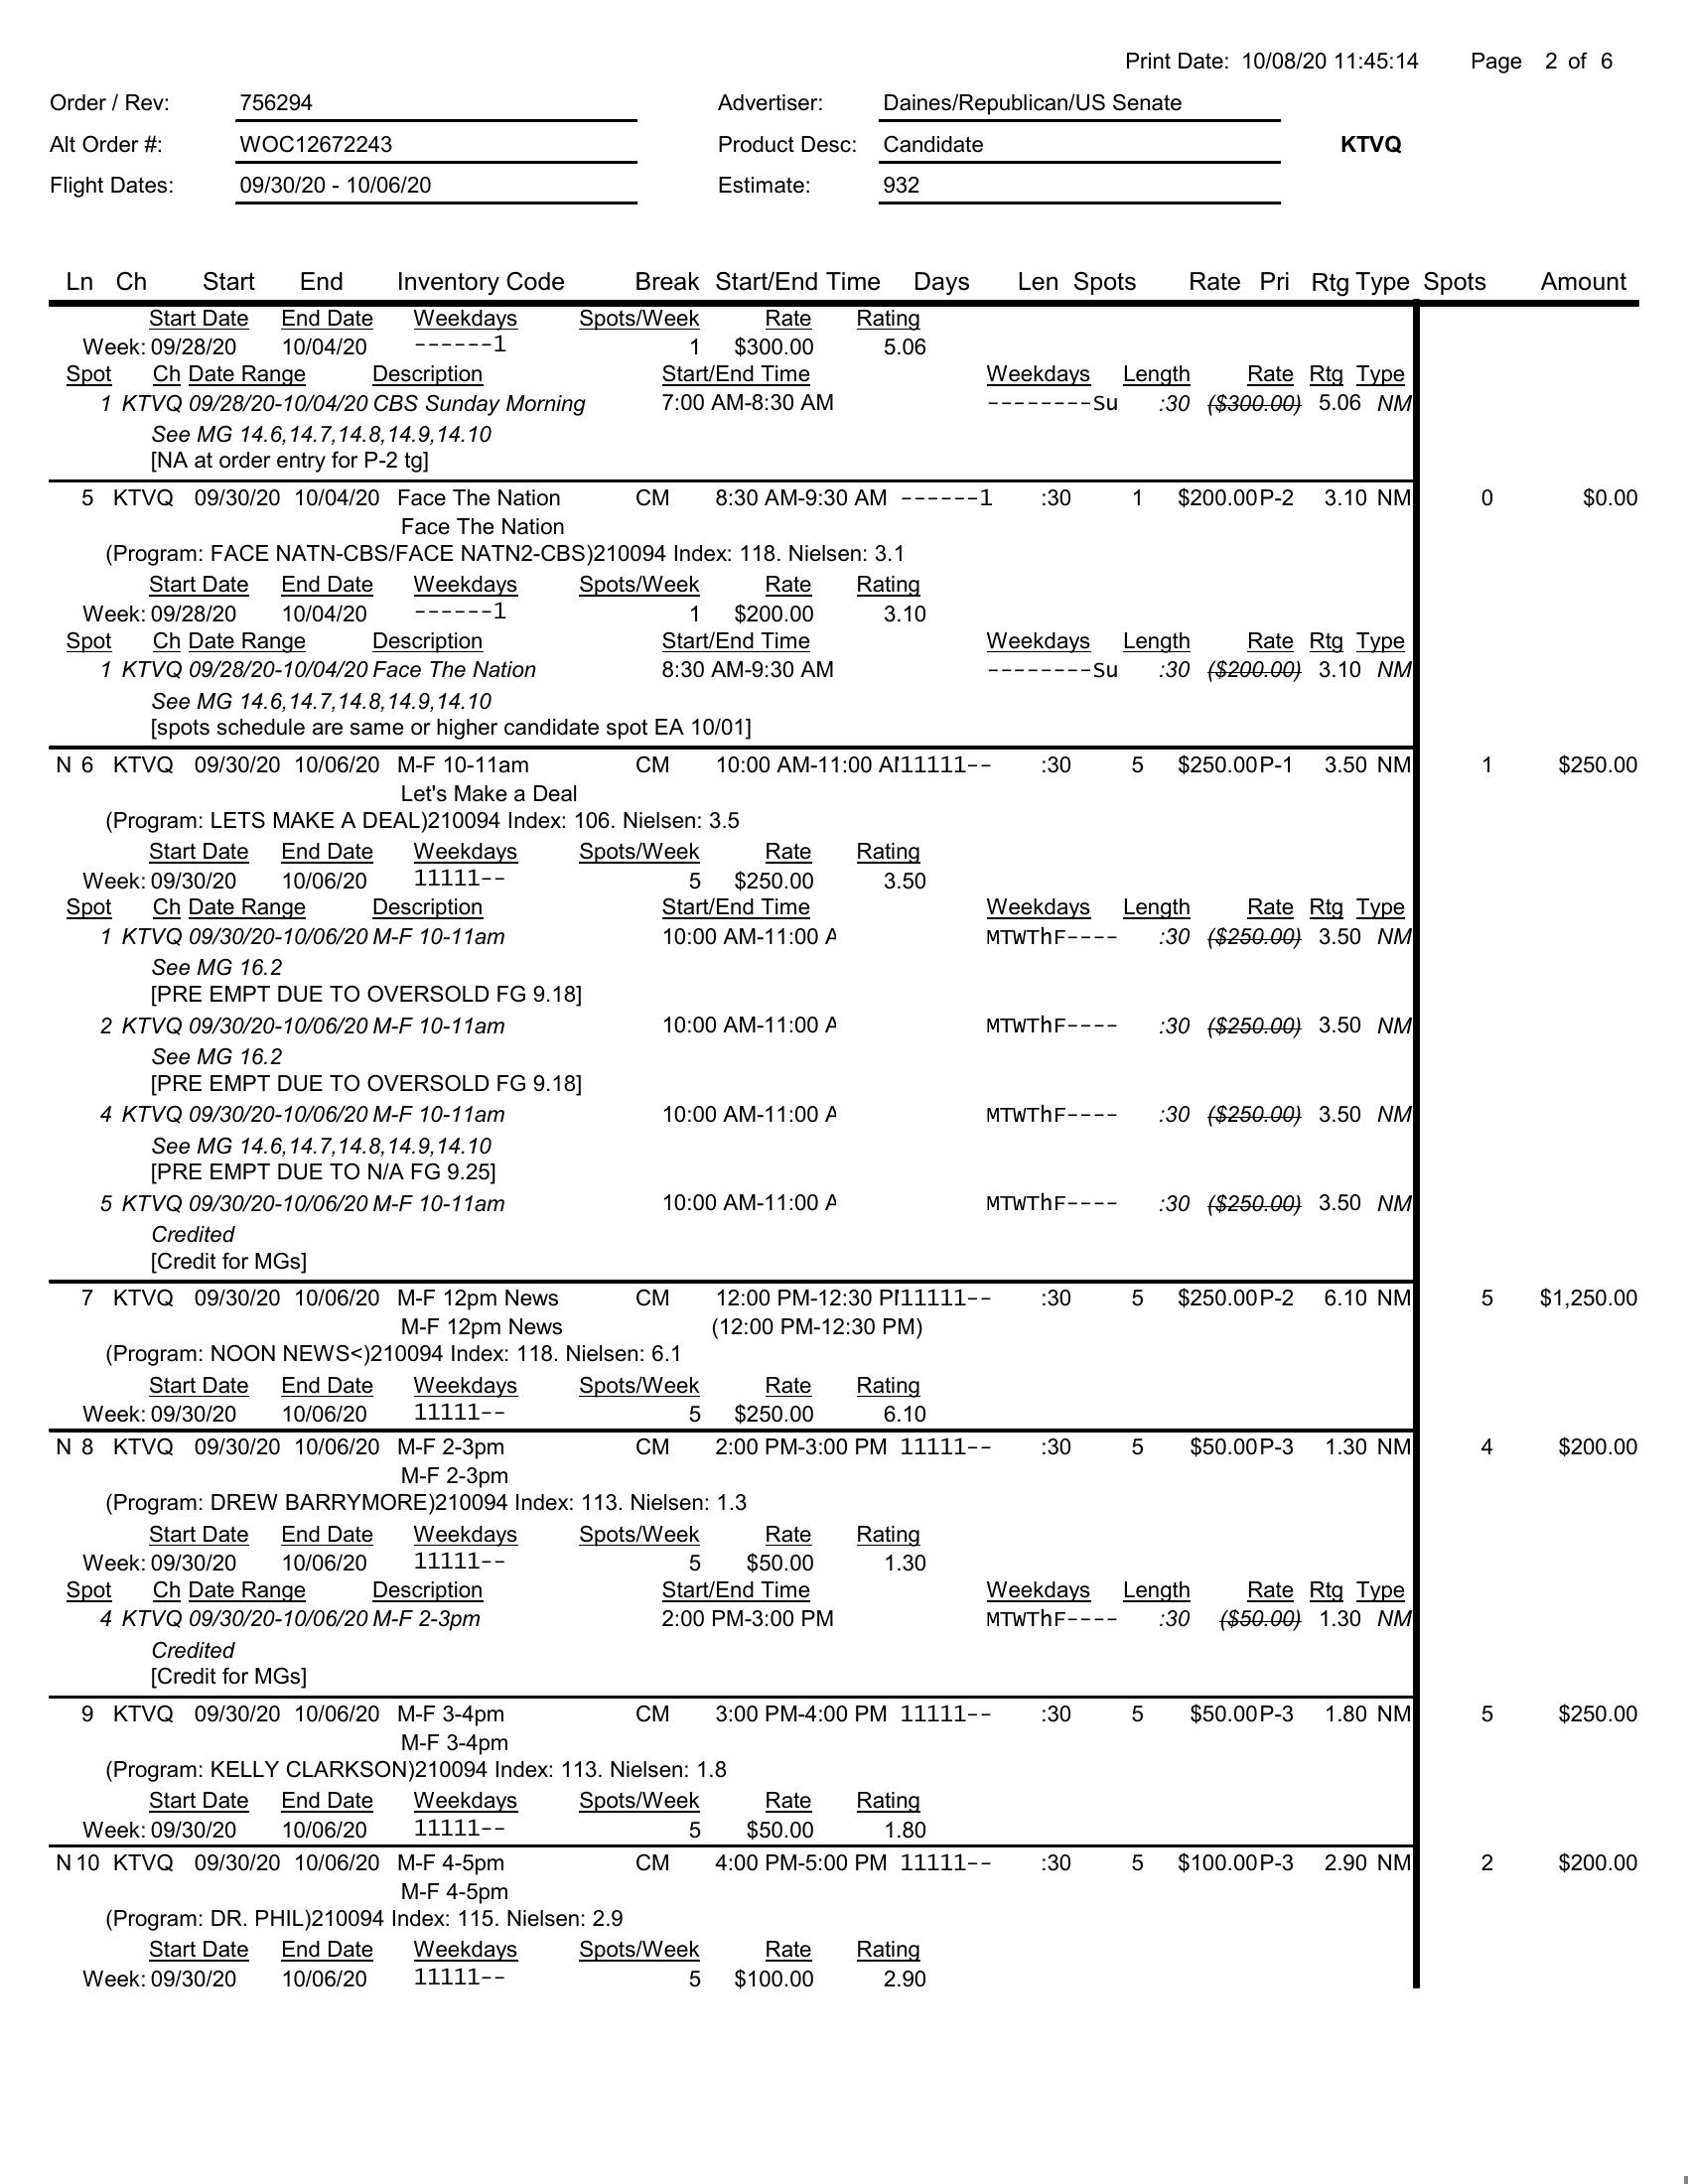 Print Date: 10/08/20 11:45:14 Page 2 of 6
Order / Rev: 756294 Advertiser: Daines/Republican/US Senate
Alt Order #: WOC12672243 Product Desc: Candidate KTVQ
Flight Dates: 09/30/20 - 10/06/20 Estimate: 932
Ln Ch Start End Inventory Code Break Start/End Time Days Len Spots Rate Pri Rtg Type Spots Amount
Start Date End Date Weekdays Spots/Week Rate Rating
Week: 09/28/20 10/04/20 ------1 1 $300.00 5.06
Spot Ch Date Range Description Start/End Time Weekdays Length Rate Rtg Type
1 KTVQ 09/28/20-10/04/20 CBS Sunday Morning 7:00 AM-8:30 AM --------Su :30 ($300.00) 5.06 NM
See MG 14.6,14.7,14.8,14.9,14.10
[NA at order entry for P-2 tg]
5 KTVQ 09/30/20 10/04/20 Face The Nation CM 8:30 AM-9:30 AM ------1 :30 1 $200.00P-2 3.10 NM 0 $0.00
Face The Nation
(Program: FACE NATN-CBS/FACE NATN2-CBS)210094 Index: 118. Nielsen: 3.1
Start Date End Date Weekdays Spots/Week Rate Rating
Week: 09/28/20 10/04/20 ------1 1 $200.00 3.10
Spot Ch Date Range Description Start/End Time Weekdays Length Rate Rtg Type
1 KTVQ 09/28/20-10/04/20 Face The Nation 8:30 AM-9:30 AM --------Su :30 ($200.00) 3.10 NM
See MG 14.6,14.7,14.8,14.9,14.10
[spots schedule are same or higher candidate spot EA 10/01]
N 6 KTVQ 09/30/20 10/06/20 M-F 10-11am CM 10:00 AM-11:00 A 11111-- :30 5 $250.00P-1 3.50 NM 1 $250.00
Let's Make a Deal
(Program: LETS MAKE A DEAL)210094 Index: 106. Nielsen: 3.5
Start Date End Date Weekdays Spots/Week Rate Rating
Week: 09/30/20 10/06/20 11111-- 5 $250.00 3.50
Spot Ch Date Range Description Start/End Time Weekdays Length Rate Rtg Type
1 KTVQ 09/30/20-10/06/20 M-F 10-11am 10:00 AM-11:00 A MTWThF---- :30 ($250.00) 3.50 NM
See MG 16.2
[PRE EMPT DUE TO OVERSOLD FG 9.18]
2 KTVQ 09/30/20-10/06/20 M-F 10-11am 10:00 AM-11:00 A MTWThF---- :30 ($250.00) 3.50 NM
See MG 16.2
[PRE EMPT DUE TO OVERSOLD FG 9.18]
4 KTVQ 09/30/20-10/06/20 M-F 10-11am 10:00 AM-11:00 A MTWThF---- :30 ($250.00) 3.50 NM
See MG 14.6,14.7,14.8,14.9,14.10
[PRE EMPT DUE TO N/A FG 9.25]
5 KTVQ 09/30/20-10/06/20 M-F 10-11am 10:00 AM-11:00 A MTWThF---- :30 ($250.00) 3.50 NM
Credited
[Credit for MGs]
7 KTVQ 09/30/20 10/06/20 M-F 12pm News CM 12:00 PM-12:30 P 11111-- :30 5 $250.00P-2 6.10 NM 5 $1,250.00
M-F 12pm News (12:00 PM-12:30 PM)
(Program: NOON NEWS<)210094 Index: 118. Nielsen: 6.1
Start Date End Date Weekdays Spots/Week Rate Rating
Week: 09/30/20 10/06/20 11111-- 5 $250.00 6.10
N 8 KTVQ 09/30/20 10/06/20 M-F 2-3pm CM 2:00 PM-3:00 PM 11111-- :30 5 $50.00P-3 1.30 NM 4 $200.00
M-F 2-3pm
(Program: DREW BARRYMORE)210094 Index: 113. Nielsen: 1.3
Start Date End Date Weekdays Spots/Week Rate Rating
Week: 09/30/20 10/06/20 11111-- 5 $50.00 1.30
Spot Ch Date Range Description Start/End Time Weekdays Length Rate Rtg Type
4 KTVQ 09/30/20-10/06/20 M-F 2-3pm 2:00 PM-3:00 PM MTWThF---- :30 ($50.00) 1.30 NM
Credited
[Credit for MGs]
9 KTVQ 09/30/20 10/06/20 M-F 3-4pm CM 3:00 PM-4:00 PM 11111-- :30 5 $50.00P-3 1.80 NM 5 $250.00
M-F 3-4pm
(Program: KELLY CLARKSON)210094 Index: 113. Nielsen: 1.8
Start Date End Date Weekdays Spots/Week Rate Rating
Week: 09/30/20 10/06/20 11111-- 5 $50.00 1.80
N 10 KTVQ 09/30/20 10/06/20 M-F 4-5pm CM 4:00 PM-5:00 PM 11111-- :30 5 $100.00P-3 2.90 NM 2 $200.00
M-F 4-5pm
(Program: DR. PHIL)210094 Index: 115. Nielsen: 2.9
Start Date End Date Weekdays Spots/Week Rate Rating
Week: 09/30/20 10/06/20 11111-- 5 $100.00 2.90